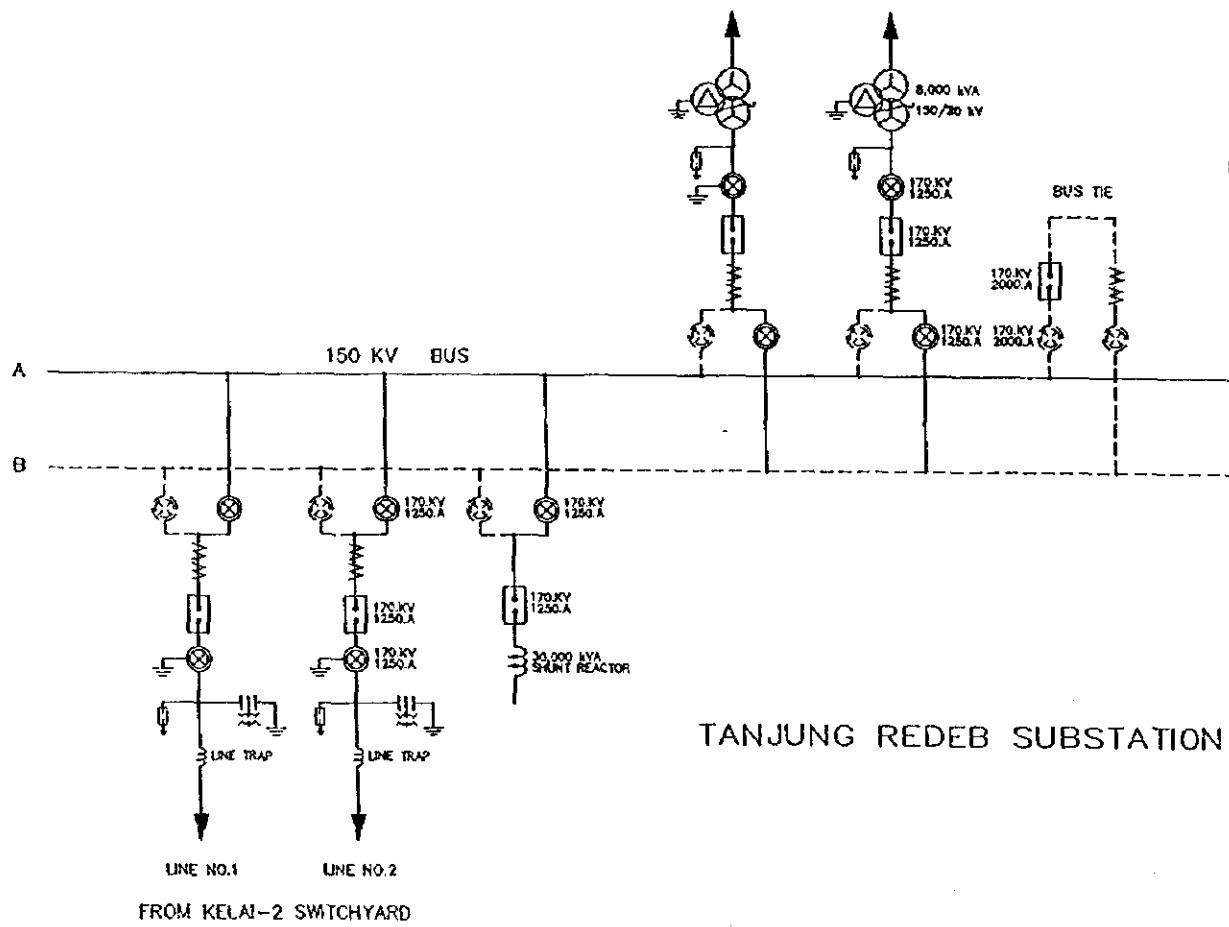 8,000 kVA
150/20 kV
170.KV
1250.A
170.KV
1250.A
BUS TIE
170.KV
2000.A
170.KV
1250.A
170.KV
2000.A
150 KV BUS
A
B
170.KV
1250.A
170.KV
1250.A
170.KV
1250.A
170.KV
1250.A
170.KV
1250.A
30,000 kVA
SHUNT REACTOR
LINE TRAP
LINE TRAP
TANJUNG REDEB SUBSTATION
LINE NO.1
LINE NO.2
FROM KELAI-2 SWITCHYARD